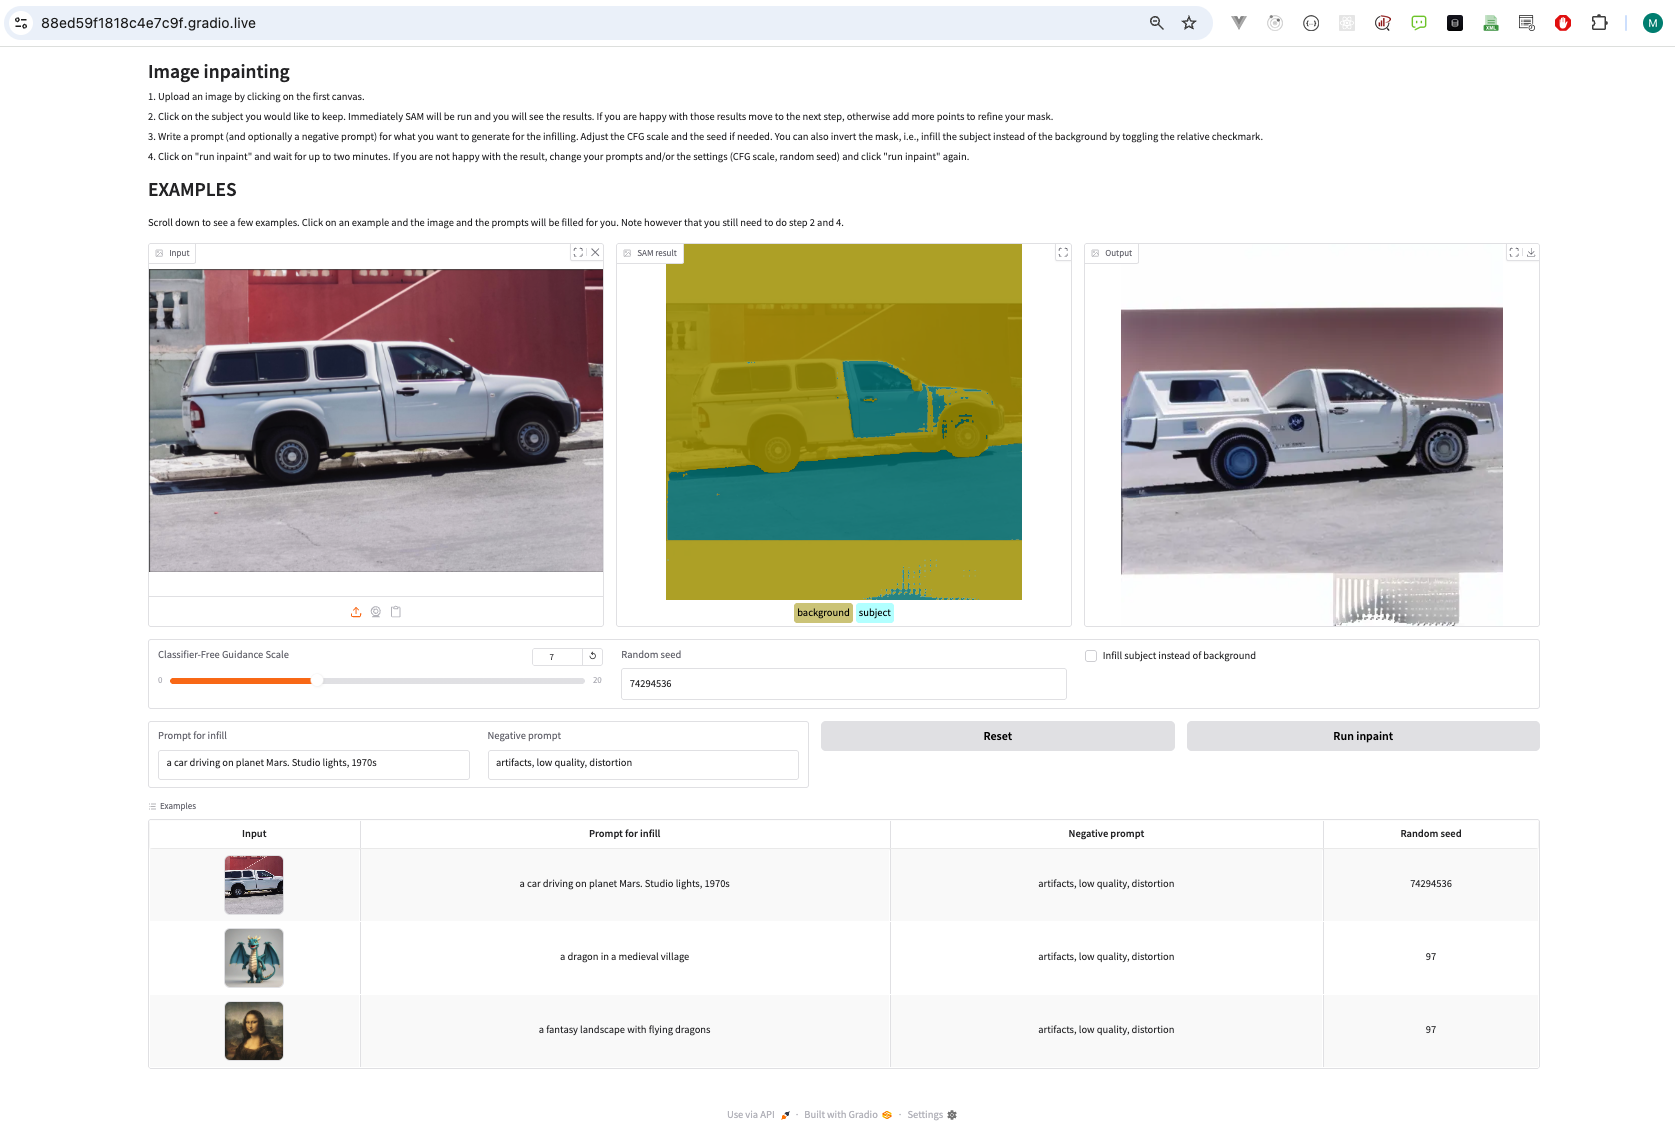 88ed59f1818c4e7c9f.gradio.live
M
Image inpainting
1. Upload an image by clicking on the first canvas.
2. Click on the subject you would like to keep. Immediately SAM will be run and you will see the results. If you are happy with those results move to the next step, otherwise add more points to refine your mask.
3. Write a prompt (and optionally a negative prompt) for what you want to generate for the infilling. Adjust the CFG scale and the seed if needed. You can also invert the mask, i.e., infill the subject instead of the background by toggling the relative checkmark.
4. Click on "run inpaint" and wait for up to two minutes. If you are not happy with the result, change your prompts and/or the settings (CFG scale, random seed) and click "run inpaint" again.
EXAMPLES
Scroll down to see a few examples. Click on an example and the image and the prompts will be filled for you. Note however that you still need to do step 2 and 4.
Input
SAM result
Output
background subject
Classifier-Free Guidance Scale
7
0
20
Random seed
74294536
Infill subject instead of background
Prompt for infill
a car driving on planet Mars. Studio lights, 1970s
Negative prompt
artifacts, low quality, distortion
Reset
Run inpaint
Examples
Input Prompt for infill Negative prompt Random seed
a car driving on planet Mars. Studio lights, 1970s artifacts, low quality, distortion 74294536
a dragon in a medieval village artifacts, low quality, distortion 97
a fantasy landscape with flying dragons artifacts, low quality, distortion 97
Use via API · Built with Gradio · Settings